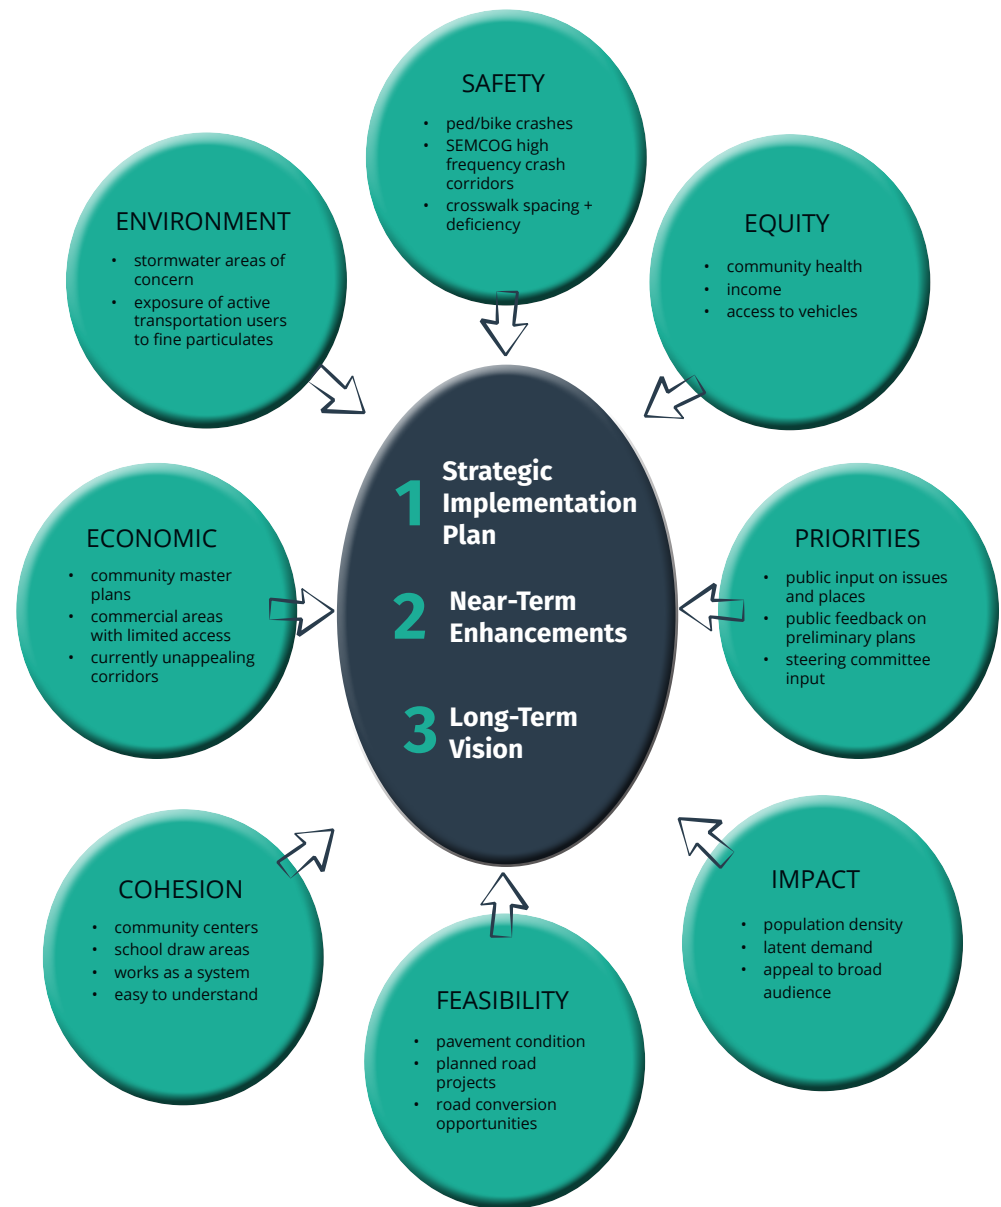 SAFETY
• ped/bike crashes
• SEMCOG high
frequency crash
corridors
• crosswalk spacing +
deficiency
ENVIRONMENT
• stormwater areas of
concern
• exposure of active
transportation users
to fine particulates
EQUITY
• community health
• income
• access to vehicles
1 Strategic
Implementation
Plan
2 Near-Term
Enhancements
3 Long-Term
Vision
ECONOMIC
• community master
plans
• commercial areas
with limited access
• currently unappealing
corridors
PRIORITIES
• public input on issues
and places
• public feedback on
preliminary plans
• steering committee
input
COHESION
• community centers
• school draw areas
• works as a system
• easy to understand
IMPACT
• population density
• latent demand
• appeal to broad
audience
FEASIBILITY
• pavement condition
• planned road
projects
• road conversion
opportunities